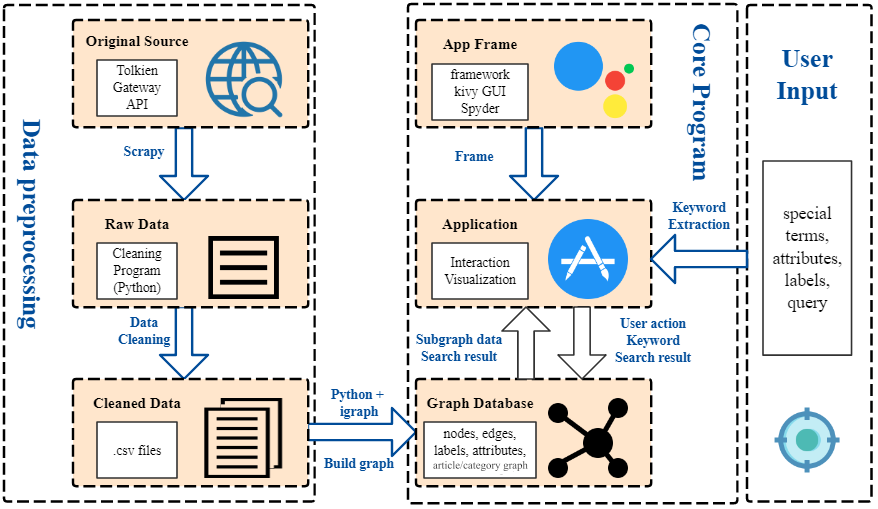 Data preprocessing
Original Source
Tolkien
Gateway
API
Scrapy
Raw Data
Cleaning
Program
(Python)
Data
Cleaning
Cleaned Data
.csv files
Python +
igraph
Build graph
Core Program
App Frame
framework
kivy GUI
Spyder
Frame
Application
Interaction
Visualization
Keyword
Extraction
Subgraph data
Search result
User action
Keyword
Search result
Graph Database
nodes, edges,
labels, attributes,
article/category graph
User
Input
special
terms,
attributes,
labels,
query